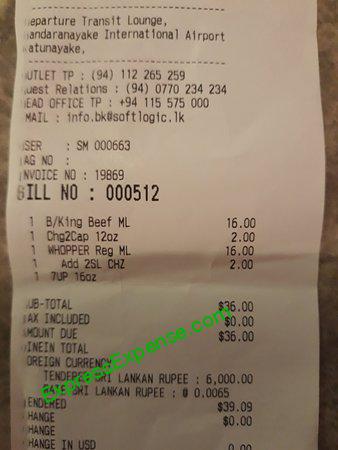 eparture Transit Lounge,
andaranayake International Airport
atunayake,
UTLET TP : (94) 112 265 259
uest Relations : (94) 0770 234 234
EAD OFFICE TP : +94 115 575 000
MAIL : info.bk@softlogic.lk
SER : SM 000663
AG NO :
NVOICE NO : 19869
BILL NO : 000512
1 B/King Beef ML 16.00
1 Chg2Cap 12oz 2.00
1 WHOPPER Reg ML 16.00
1 Add 2SL CHZ 2.00
1 7UP 16oz
UB-TOTAL $36.00
AX INCLUDED $0.00
MOUNT DUE $36.00
INEIN TOTAL
OREIGN CURRENCY
TENDERS SRI LANKAN RUPEE : 6,000.00
RATE SRI LANKAN RUPEE : @ 0.0065
ENDERED $39.09
HANGE $0.00
HANGE
HANGE IN USD 0.00
ExpressExpense.com